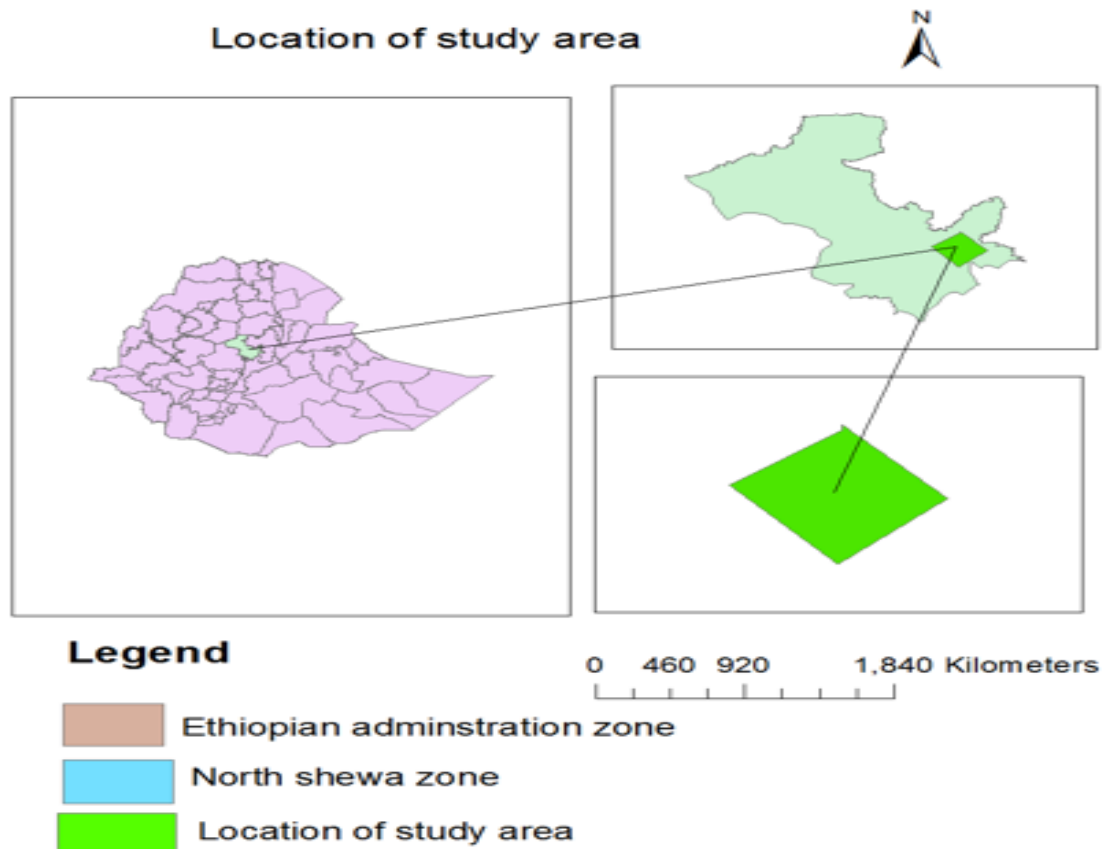 Location of study area
N
Legend
0 460 920 1,840 Kilometers
Ethiopian adminstration zone
North shewa zone
Location of study area